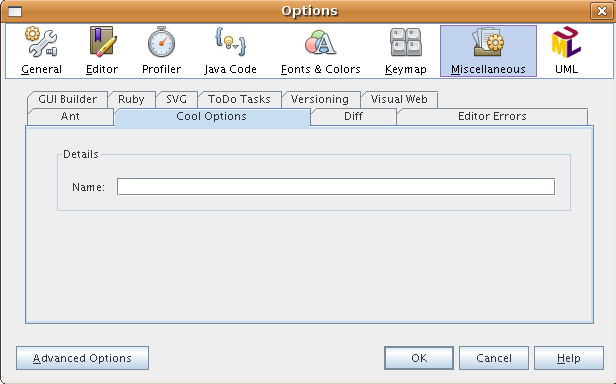 Options
General Editor Profiler Java Code Fonts & Colors Keymap Miscellaneous UML
GUI Builder Ruby SVG ToDo Tasks Versioning Visual Web
Ant Cool Options Diff Editor Errors
Details
Name:
Advanced Options OK Cancel Help